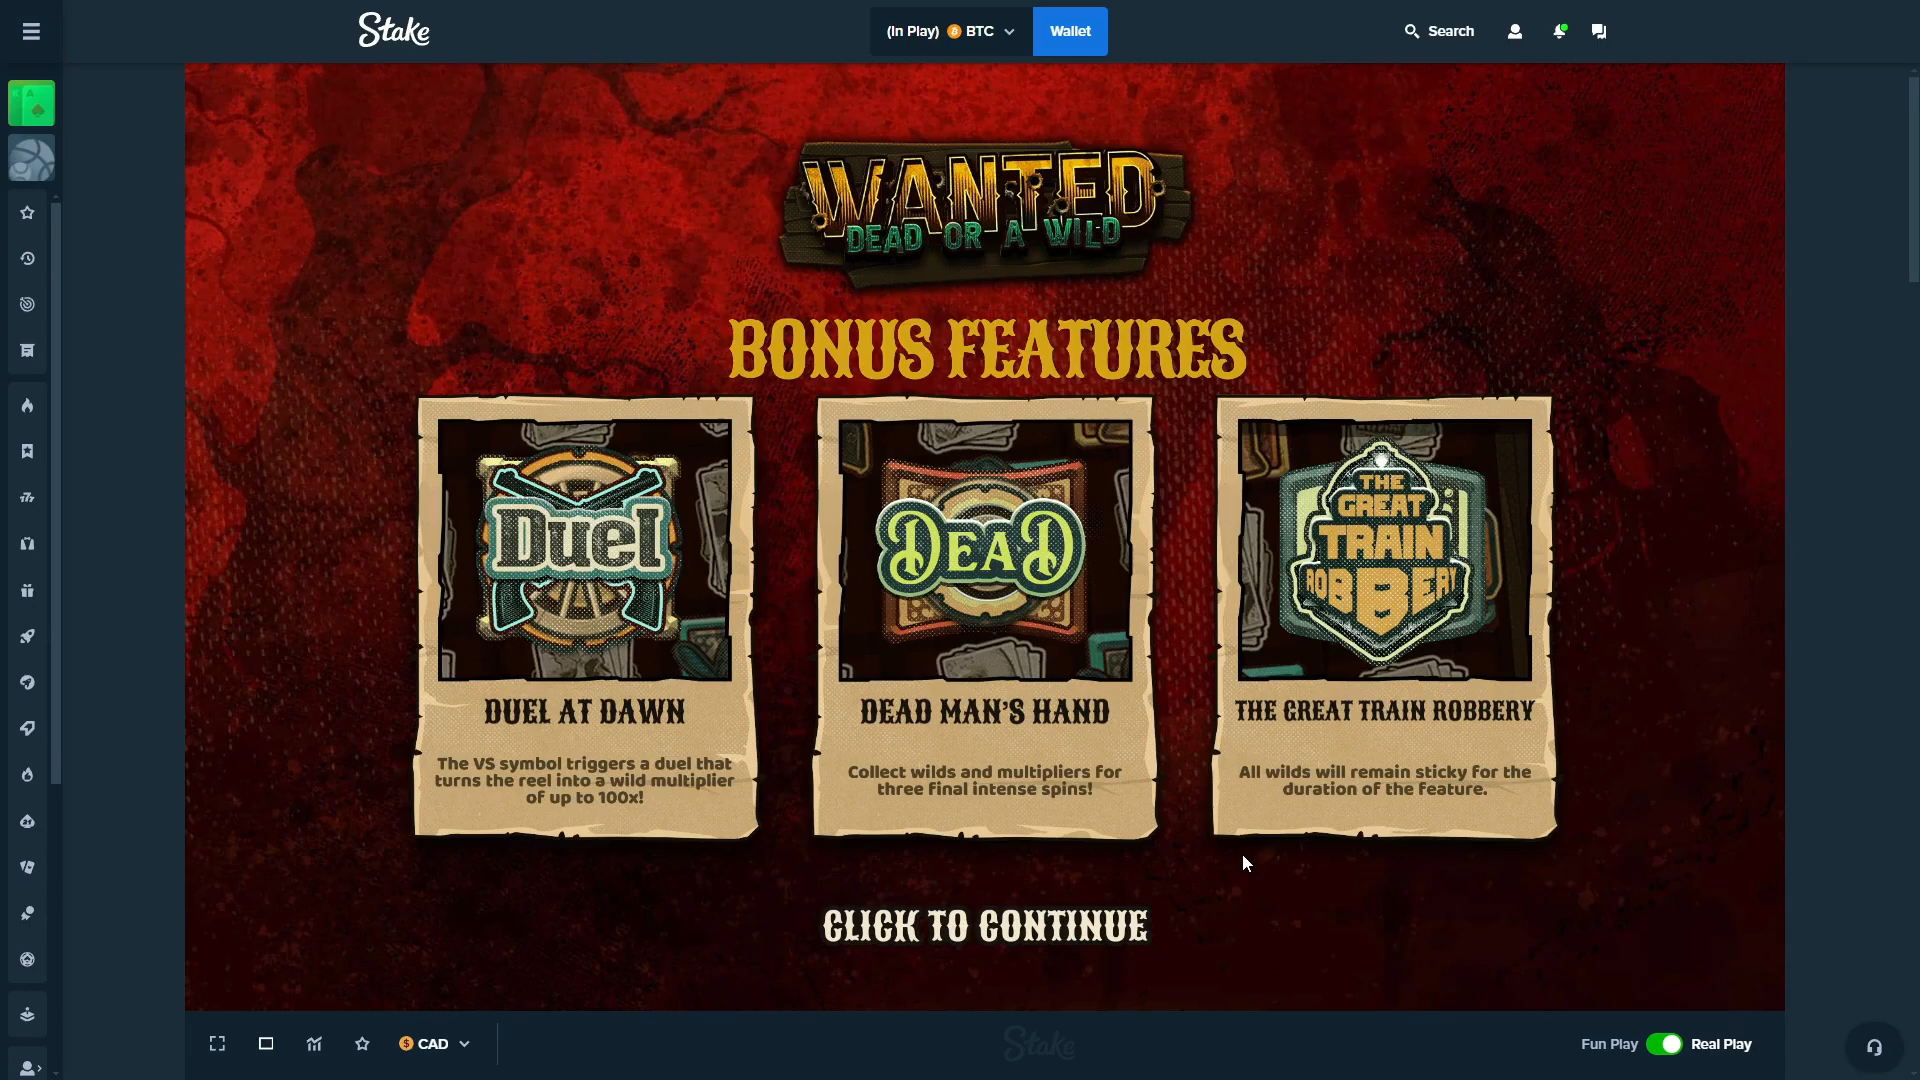 Stake
(In Play) BTC
Wallet
Search
WANTED
DEAD OR A WILD
BONUS FEATURES
Duel
DEAD
THE
GREAT
TRAIN
ROBBERY
DUEL AT DAWN
DEAD MAN'S HAND
THE GREAT TRAIN ROBBERY
The VS symbol triggers a duel that
turns the reel into a wild multiplier
of up to 100x!
Collect wilds and multipliers for
three final intense spins!
All wilds will remain sticky for the
duration of the feature.
CLICK TO CONTINUE
CAD
Stake
Fun Play
Real Play